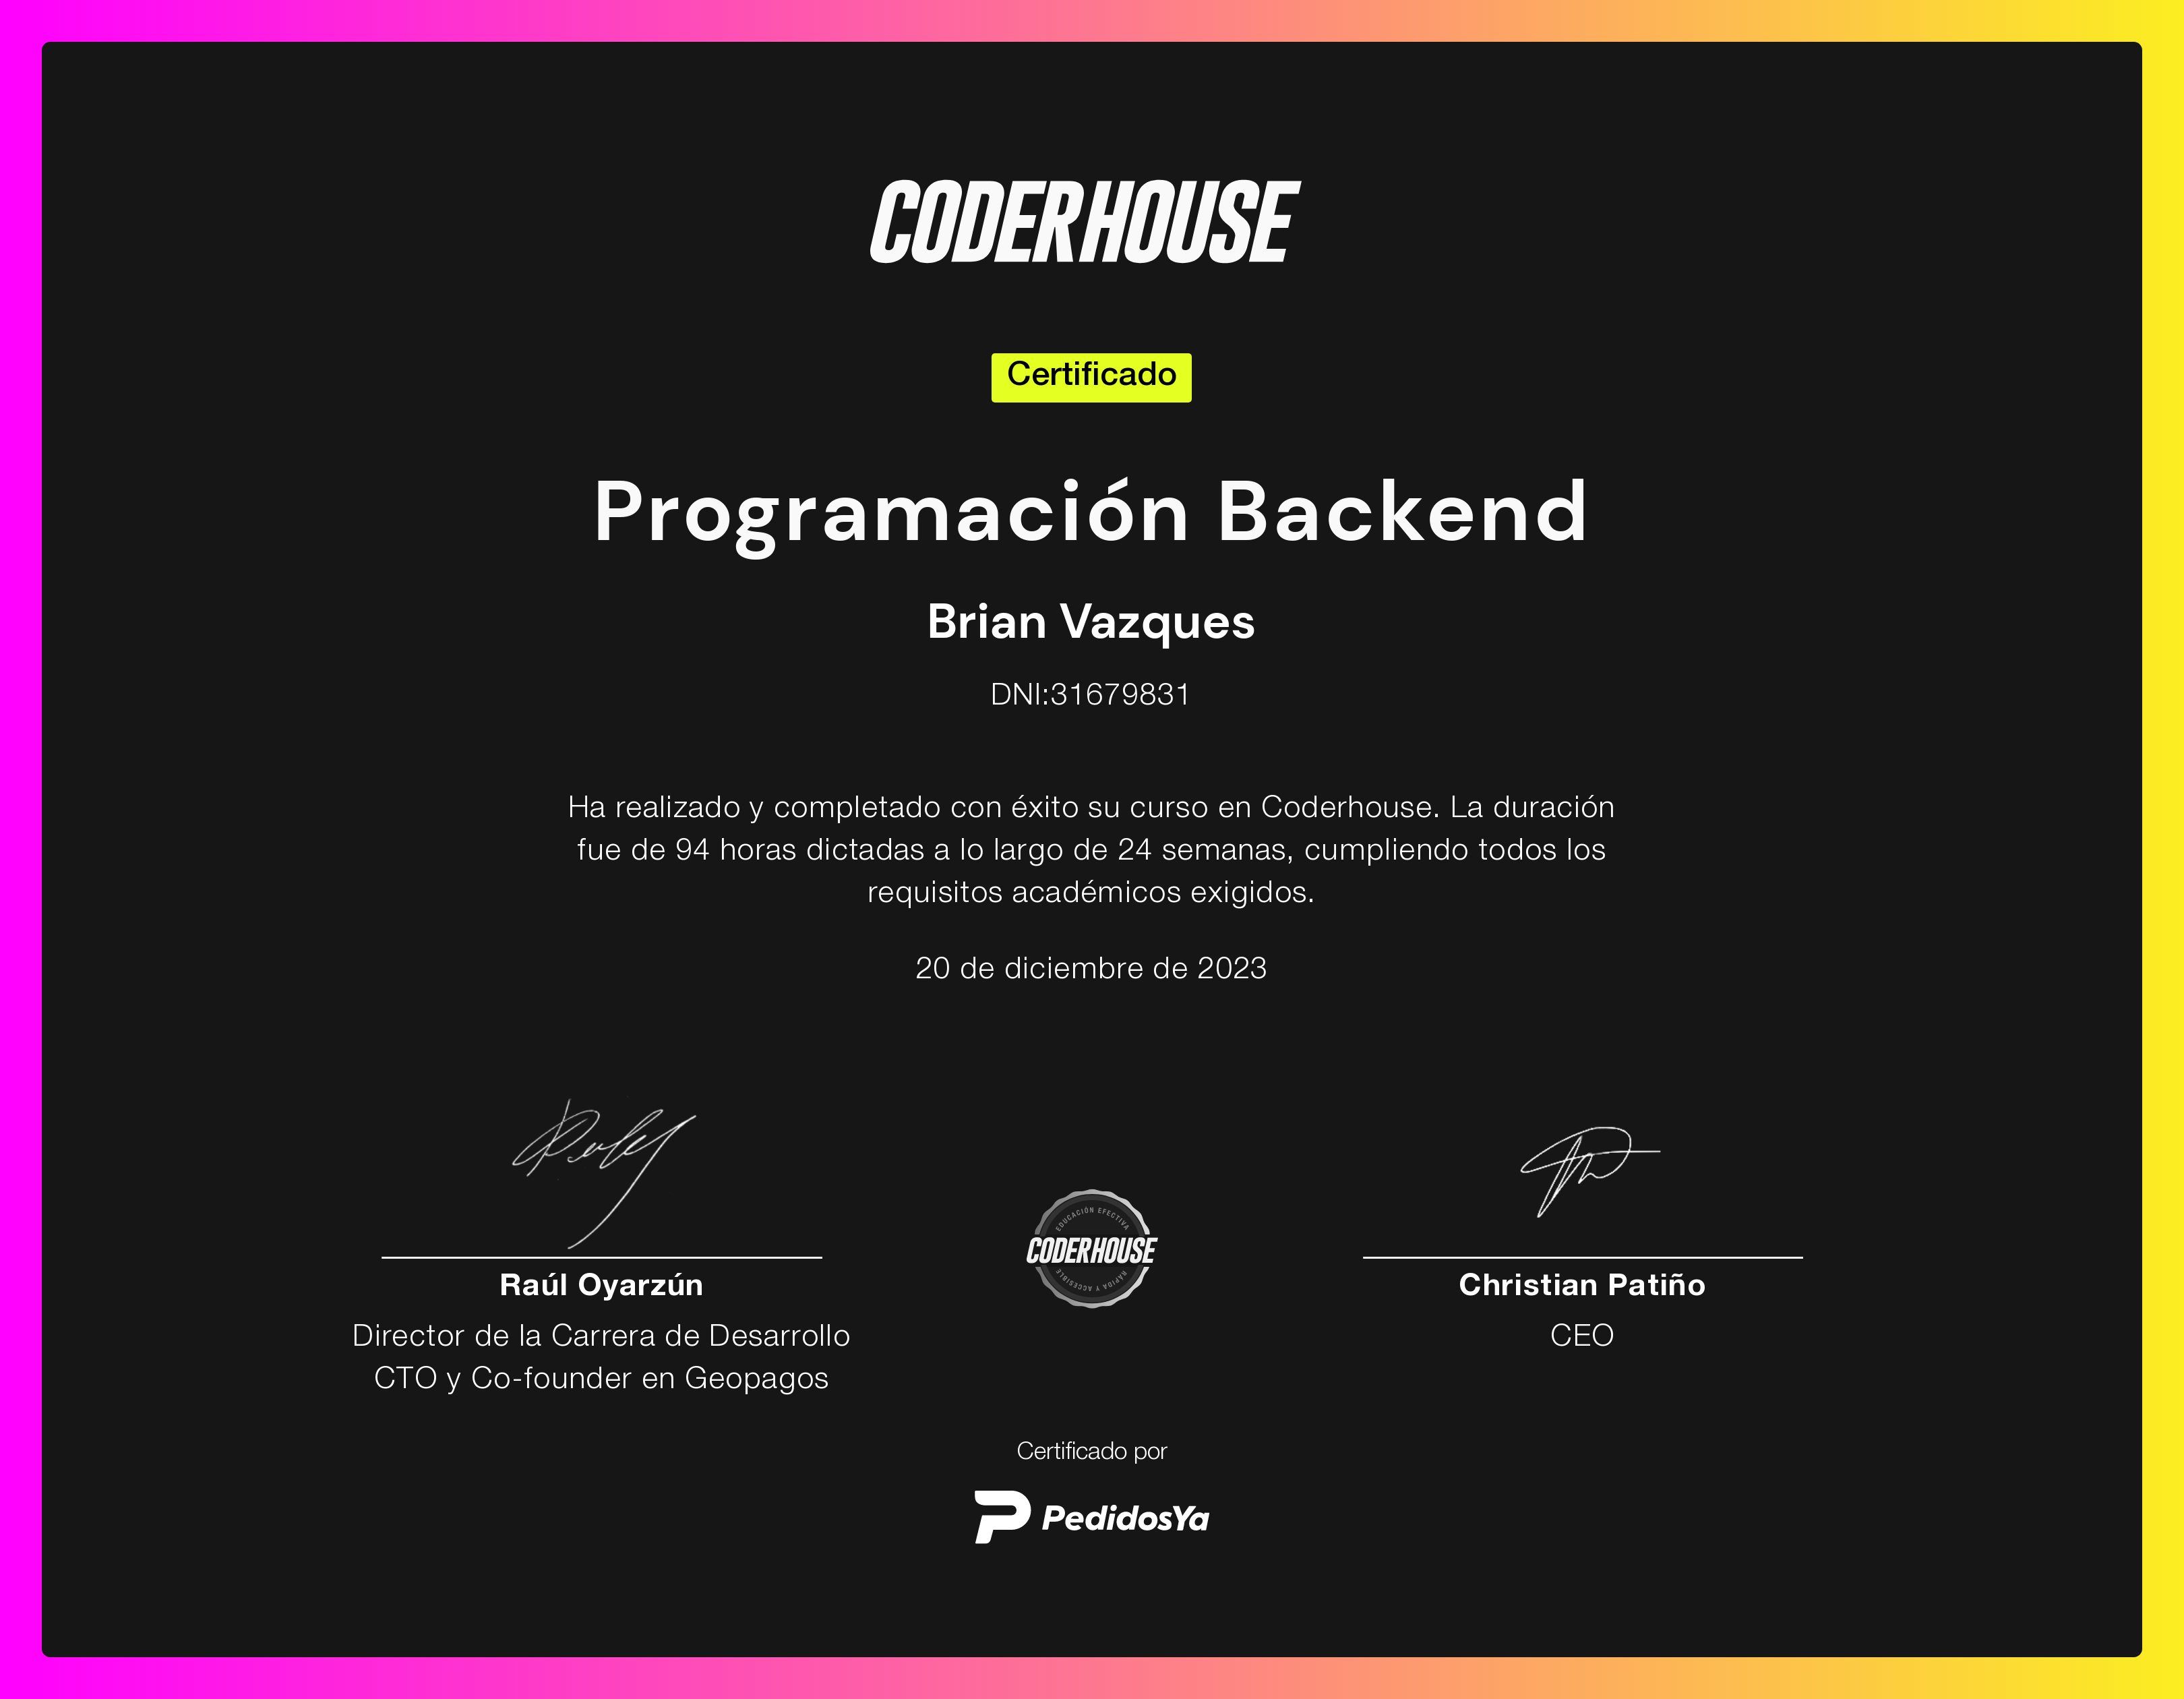 CODERHOUSE
Certificado
Programación Backend
Brian Vazques
DNI:31679831
Ha realizado y completado con éxito su curso en Coderhouse. La duración
fue de 94 horas dictadas a lo largo de 24 semanas, cumpliendo todos los
requisitos académicos exigidos.
20 de diciembre de 2023
Raúl Oyarzún
Director de la Carrera de Desarrollo
CTO y Co-founder en Geopagos
EDUCACIÓN EFECTIVA
CODERHOUSE
RÁPIDA Y ACCESIBLE
Christian Patiño
CEO
Certificado por
PedidosYa